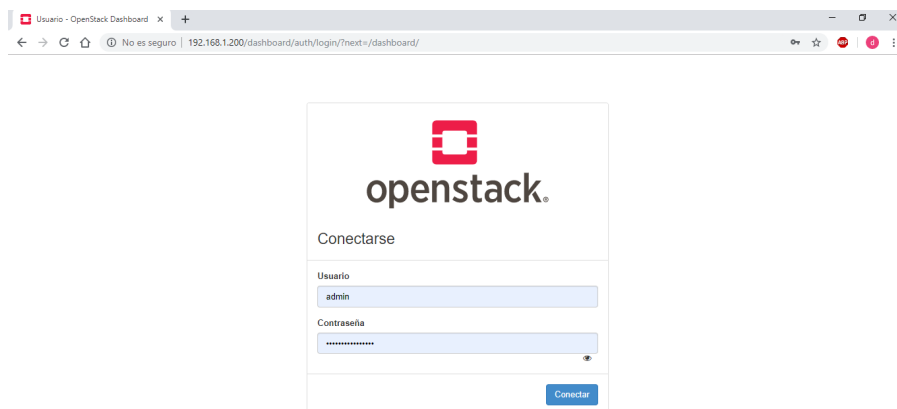 Usuario - OpenStack Dashboard
No es seguro | 192.168.1.200/dashboard/auth/login/?next=/dashboard/
ABP
d
openstack.
Conectarse
Usuario
admin
Contraseña
••••••••••••••••
Conectar